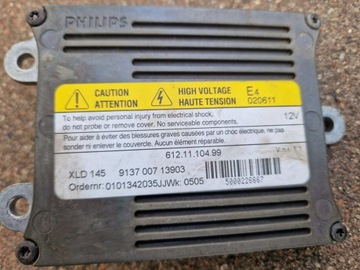 PHILIPS
CAUTION
ATTENTION
HIGH VOLTAGE
HAUTE TENSION
E4
020611
To help avoid personal injury from electrical shock,
do not probe or remove cover. No serviceable components.
12V
Pour aider à éviter des blessures graves causées par un choc électrique, ne pas sonder
ni enlever le couvercle. Aucun élément réparable.
612.11.104.99
XLD 145 9137 007 13903
Ordernr: 0101342035JJWk: 0505
5000226667